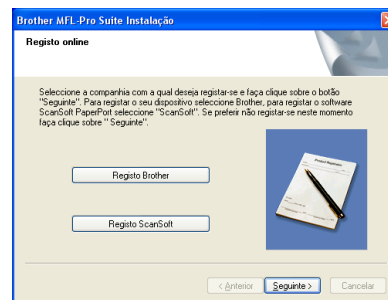 Brother MFL-Pro Suite Instalação
Registo online
Seleccione a companhia com a qual deseja registar-se e faça clique sobre o botão
"Seguinte". Para registar o seu dispositivo seleccione Brother, para registar o software
ScanSoft PaperPort seleccione "ScanSoft". Se preferir não registar-se neste momento
faça clique sobre " Seguinte".
Product Registration
Registo Brother
Registo ScanSoft
< Anterior
Seguinte >
Cancelar